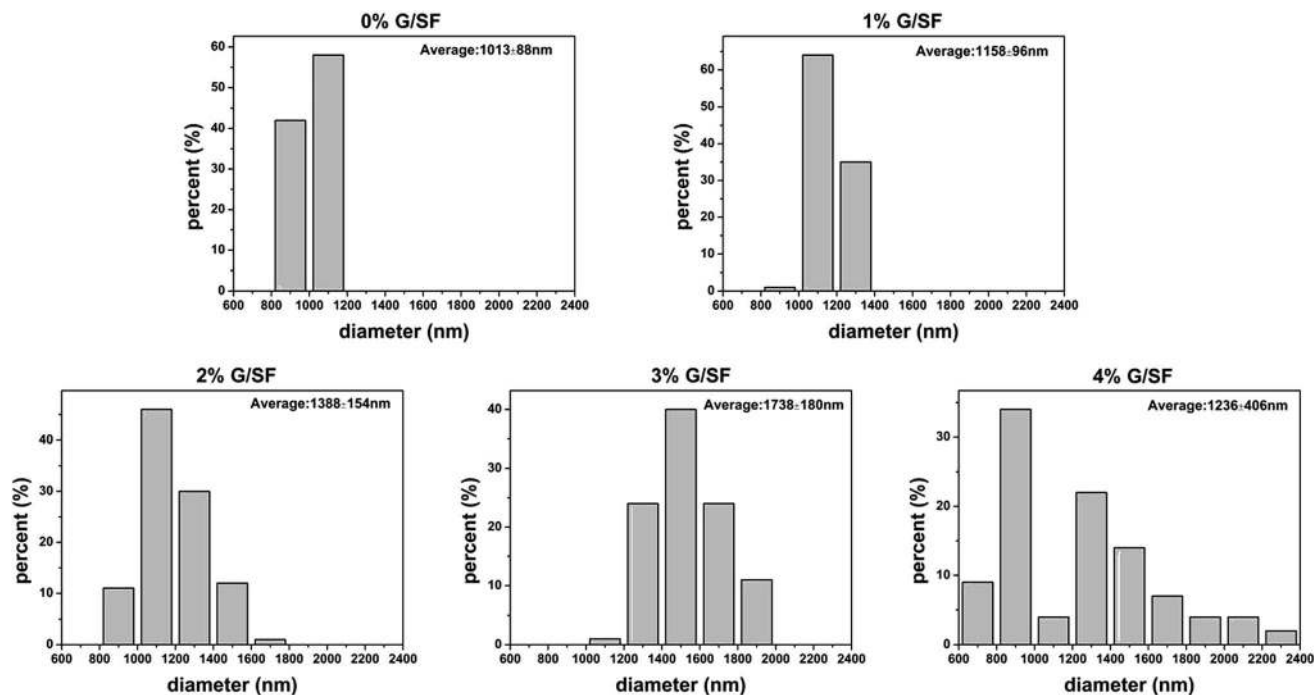 0% G/SF
Average:1013±88nm
60
50
40
30
20
10
0
percent (%)
600 800 1000 1200 1400 1600 1800 2000 2200 2400
diameter (nm)
1% G/SF
Average:1158±96nm
60
50
40
30
20
10
0
percent (%)
600 800 1000 1200 1400 1600 1800 2000 2200 2400
diameter (nm)
2% G/SF
Average:1388±154nm
40
30
20
10
0
percent (%)
600 800 1000 1200 1400 1600 1800 2000 2200 2400
diameter (nm)
3% G/SF
Average:1738±180nm
40
30
20
10
0
percent (%)
600 800 1000 1200 1400 1600 1800 2000 2200 2400
diameter (nm)
4% G/SF
Average:1236±406nm
30
20
10
0
percent (%)
600 800 1000 1200 1400 1600 1800 2000 2200 2400
diameter (nm)